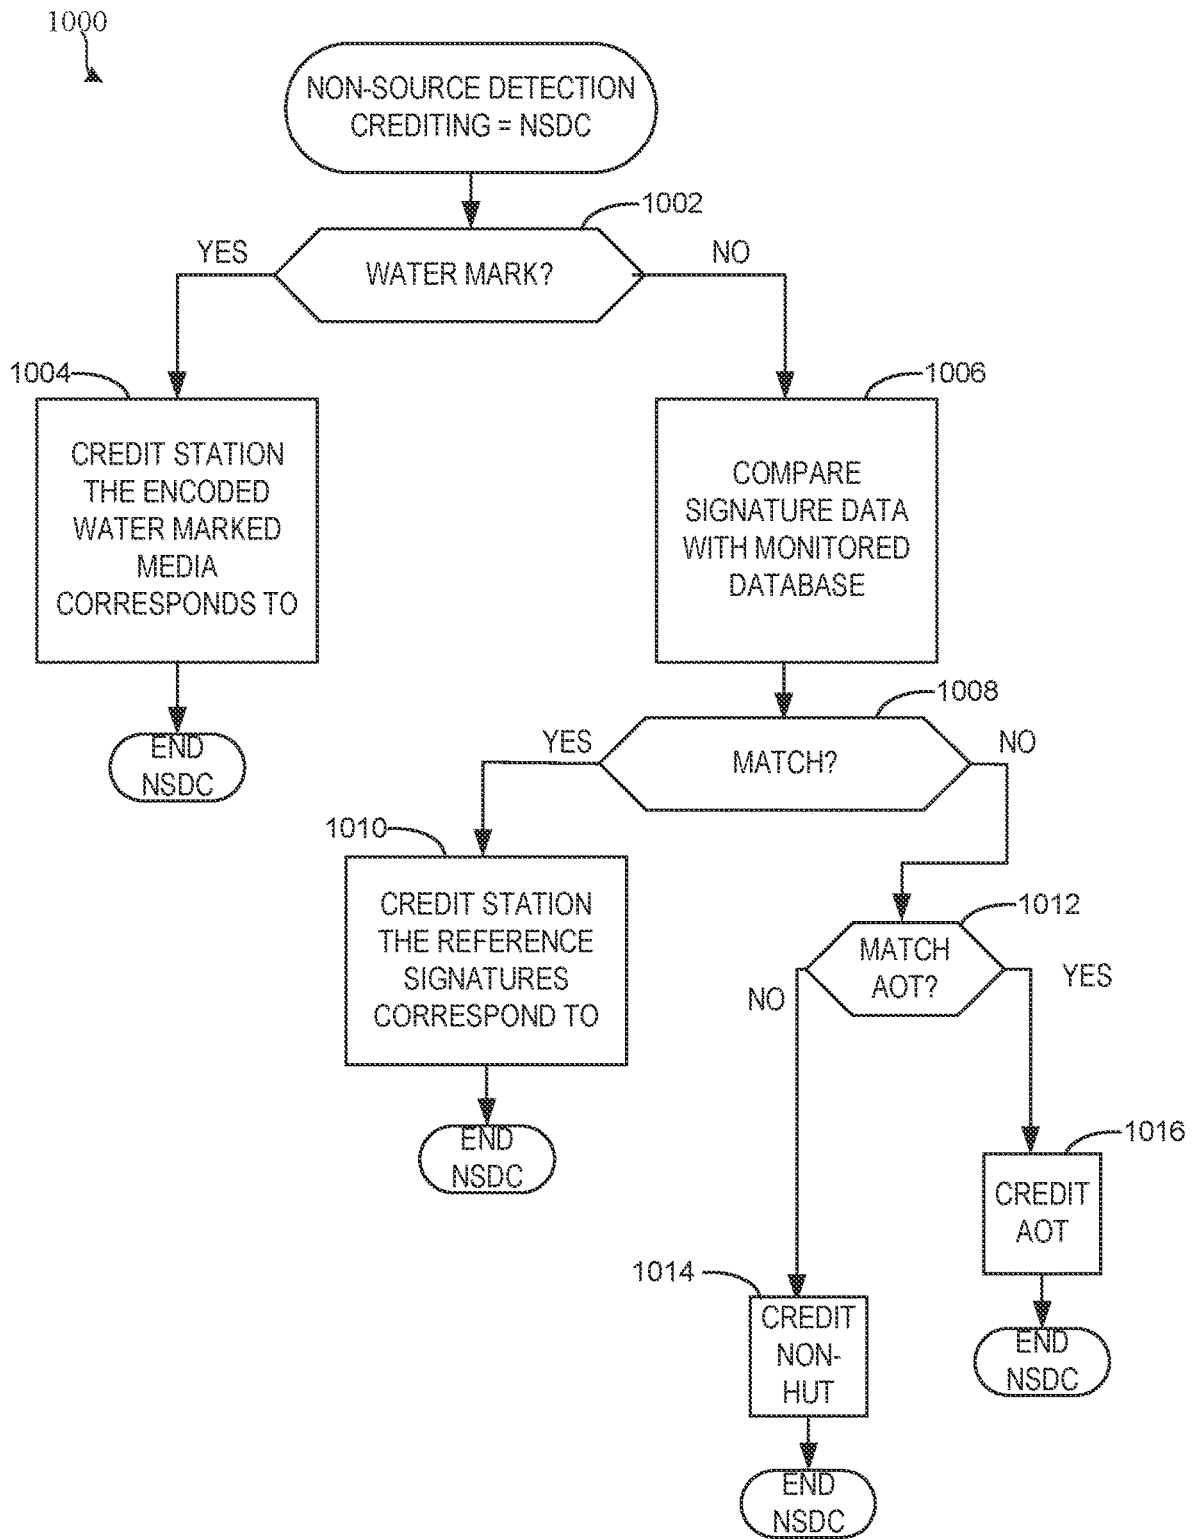 1000
NON-SOURCE DETECTION
CREDITING = NSDC
1002
YES
NO
WATER MARK?
1004
1006
CREDIT STATION
THE ENCODED
WATER MARKED
MEDIA
CORRESPONDS TO
COMPARE
SIGNATURE DATA
WITH MONITORED
DATABASE
END
NSDC
1008
YES
NO
MATCH?
1010
CREDIT STATION
THE REFERENCE
SIGNATURES
CORRESPOND TO
1012
MATCH
AOT?
NO
YES
END
NSDC
1016
CREDIT
AOT
1014
CREDIT
NON-
HUT
END
NSDC
END
NSDC